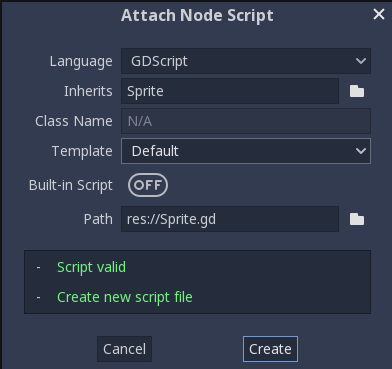 Attach Node Script
Language GDScript
Inherits Sprite
Class Name N/A
Template Default
Built-in Script OFF
Path res://Sprite.gd
- Script valid
- Create new script file
Cancel Create